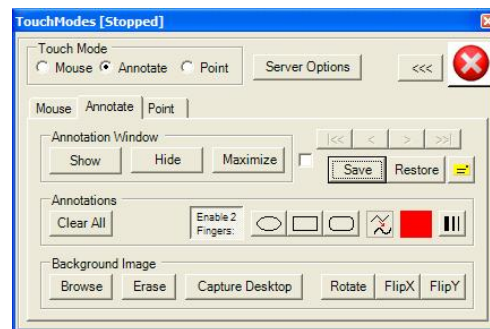 TouchModes [Stopped]
Touch Mode
Mouse Annotate Point
Server Options
<<<
Mouse Annotate Point
Annotation Window
Show Hide Maximize
|<< < > >>|
Save Restore
Annotations
Clear All
Enable 2
Fingers:
Background Image
Browse Erase Capture Desktop Rotate FlipX FlipY